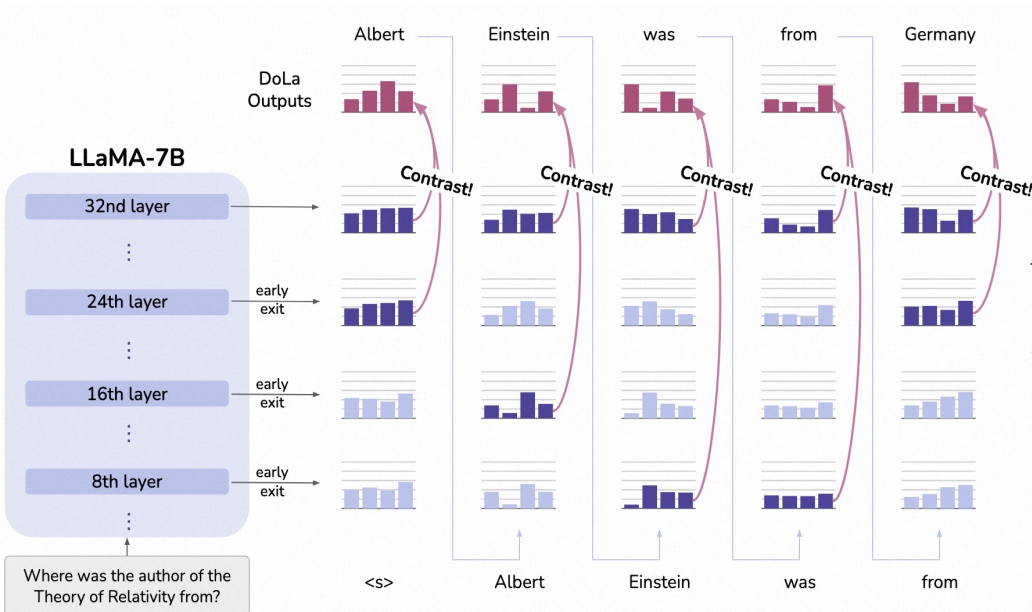 Albert Einstein was from Germany
DoLa
Outputs
LLaMA-7B
Contrast! Contrast! Contrast! Contrast! Contrast!
32nd layer
24th layer
early
exit
16th layer
early
exit
8th layer
early
exit
Where was the author of the
Theory of Relativity from?
<s> Albert Einstein was from